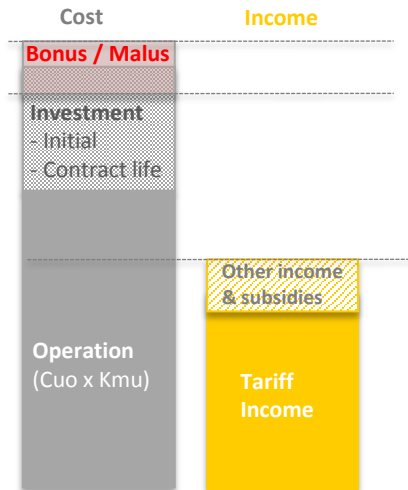 Cost
Income
Bonus / Malus
Investment
- Initial
- Contract life
Other income
& subsidies
Operation
(Cuo x Kmu)
Tariff
Income